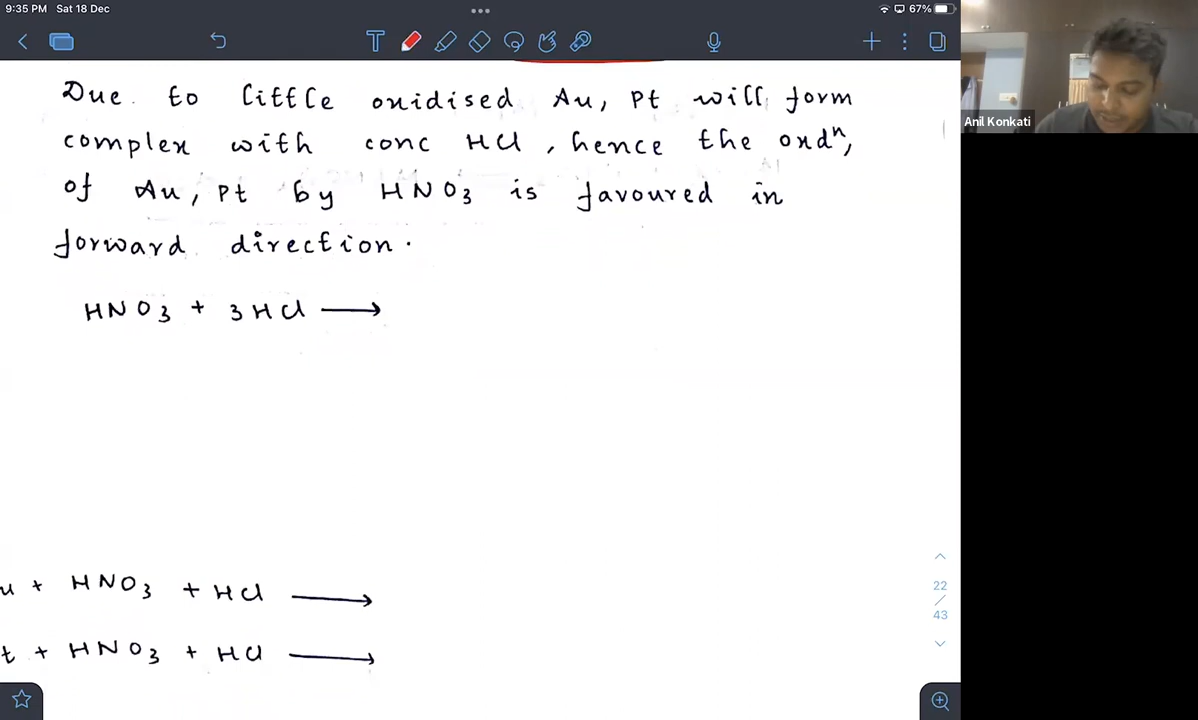 9:35 PM Sat 18 Dec
67%
T
Anil Konkati
Due to little oxidised Au, Pt will form
complex with conc HCl, hence the oxdⁿ,
of Au, Pt by HNO3 is favoured in
forward direction.
HNO3 + 3HCl ⟶
22
/
43
u + HNO3 + HCl ⟶
t + HNO3 + HCl ⟶